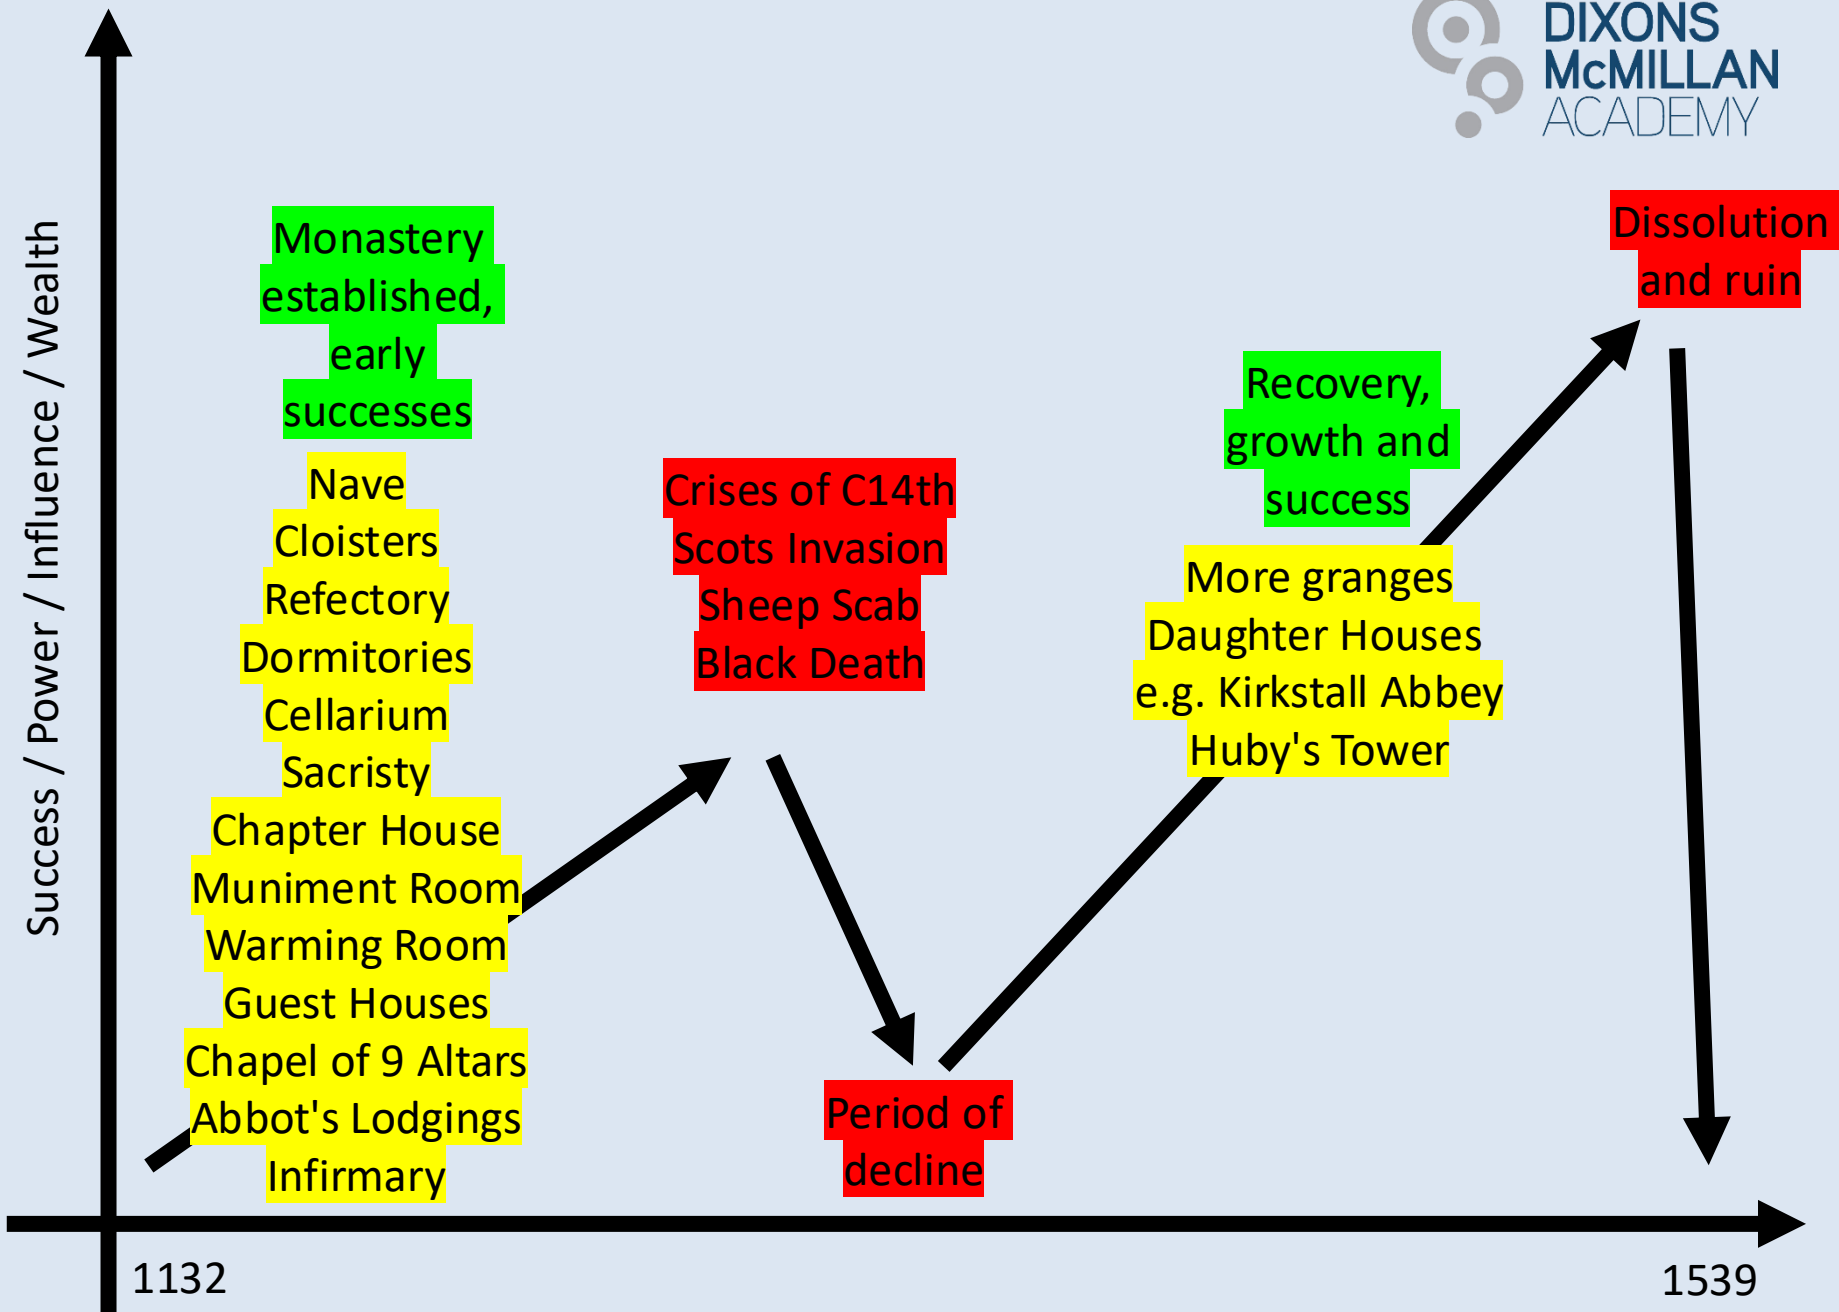 DIXONS
McMILLAN
ACADEMY
Success / Power / Influence / Wealth
Monastery
established,
early
successes
Nave
Cloisters
Refectory
Dormitories
Cellarium
Sacristy
Chapter House
Muniment Room
Warming Room
Guest Houses
Chapel of 9 Altars
Abbot's Lodgings
Infirmary
Crises of C14th
Scots Invasion
Sheep Scab
Black Death
Period of
decline
Recovery,
growth and
success
More granges
Daughter Houses
e.g. Kirkstall Abbey
Huby's Tower
Dissolution
and ruin
1132
1539